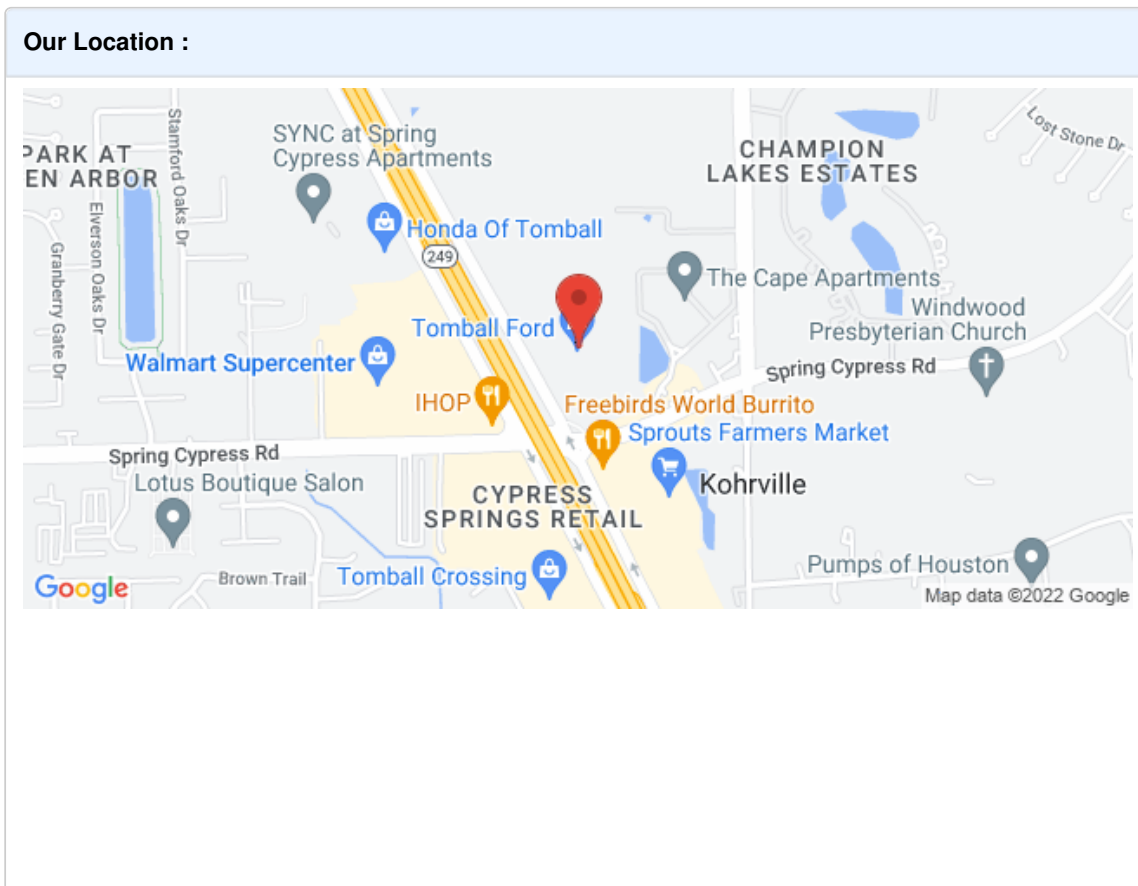 Our Location :
PARK AT
EN ARBOR
Stamford Oaks Dr
Elverson Oaks Dr
Granberry Gate Dr
SYNC at Spring
Cypress Apartments
Honda Of Tomball
249
CHAMPION
LAKES ESTATES
Lost Stone Dr
The Cape Apartments
Windwood
Presbyterian Church
Tomball Ford
Walmart Supercenter
Spring Cypress Rd
IHOP
Freebirds World Burrito
Sprouts Farmers Market
Spring Cypress Rd
Lotus Boutique Salon
Kohrville
CYPRESS
SPRINGS RETAIL
Brown Trail
Tomball Crossing
Pumps of Houston
Google
Map data ©2022 Google